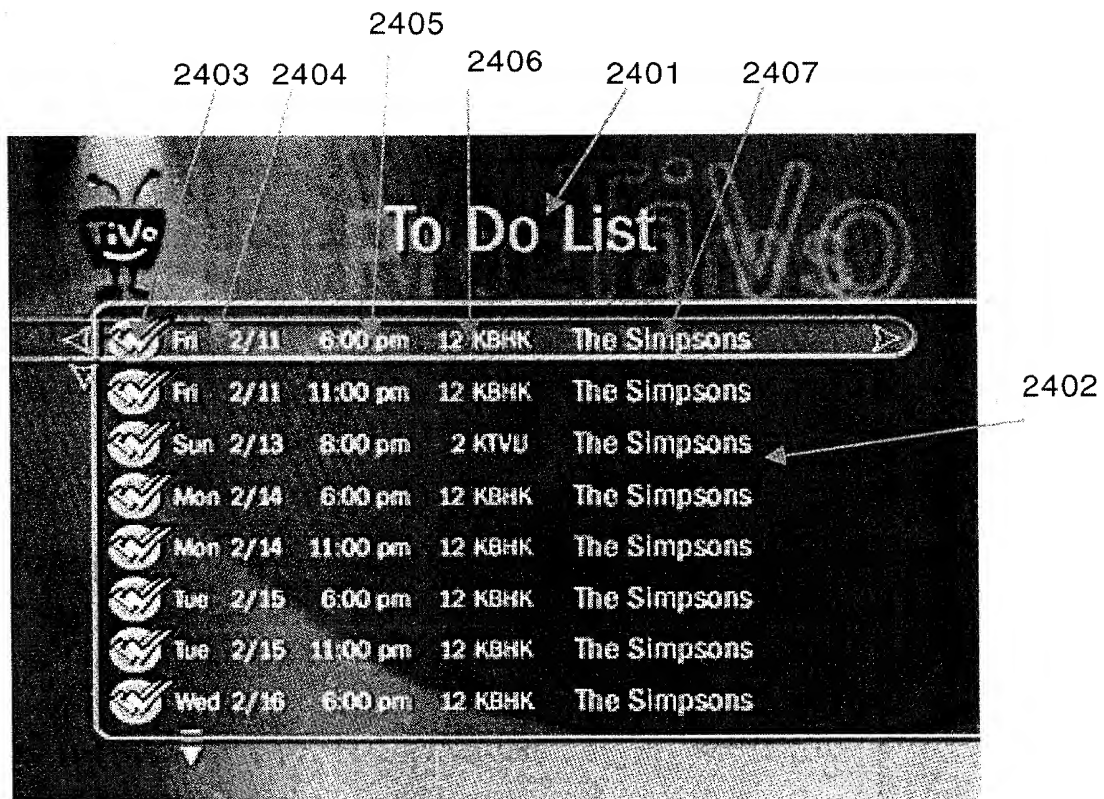 2405
2403 2404 2406 2401 2407
TiVo
TiVo
To Do List
Fri 2/11 6:00 pm 12 KBHK The Simpsons
Fri 2/11 11:00 pm 12 KBHK The Simpsons
2402
Sun 2/13 8:00 pm 2 KTVU The Simpsons
Mon 2/14 6:00 pm 12 KBHK The Simpsons
Mon 2/14 11:00 pm 12 KBHK The Simpsons
Tue 2/15 6:00 pm 12 KBHK The Simpsons
Tue 2/15 11:00 pm 12 KBHK The Simpsons
Wed 2/16 6:00 pm 12 KBHK The Simpsons